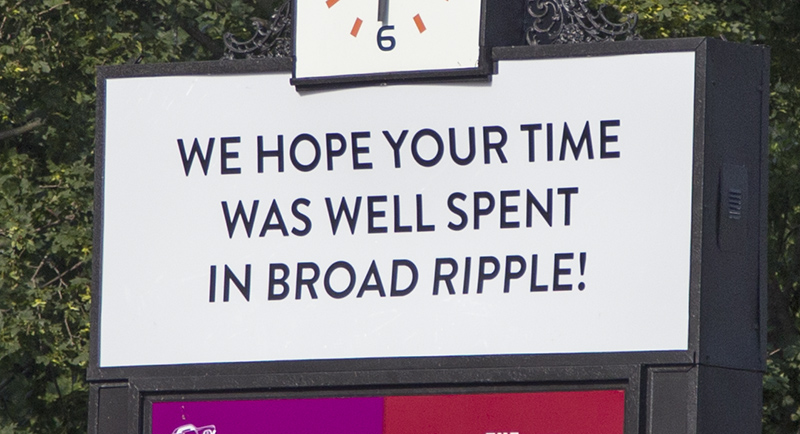 6
WE HOPE YOUR TIME
WAS WELL SPENT
IN BROAD RIPPLE!